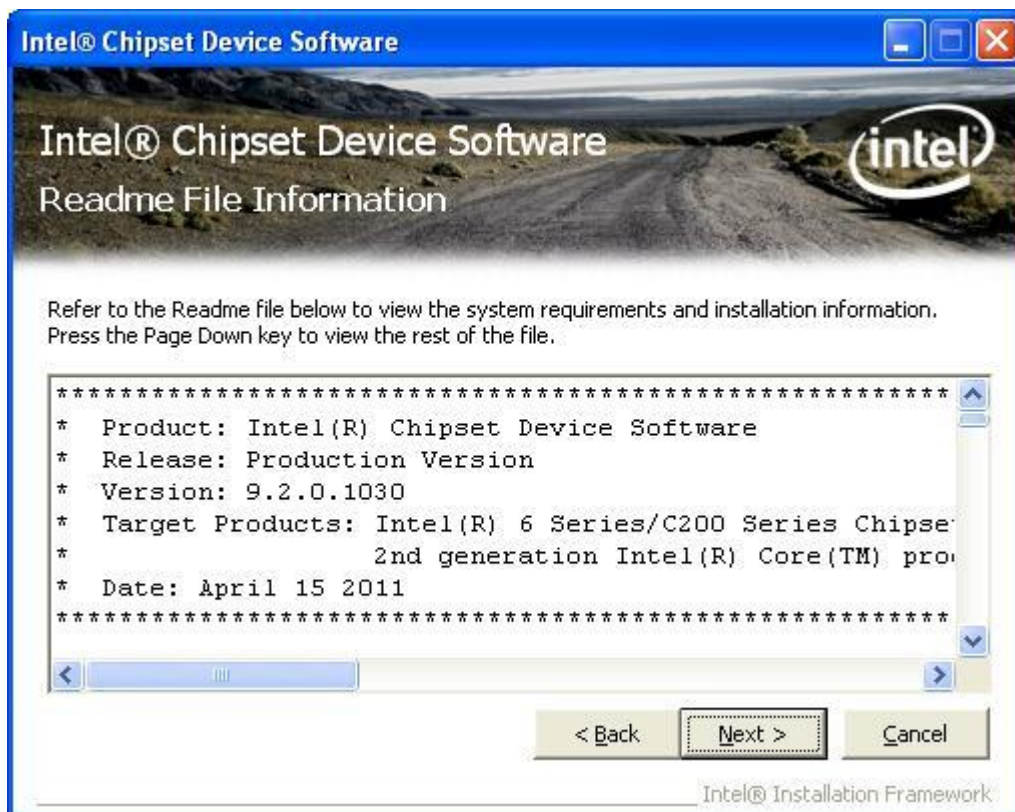 Intel® Chipset Device Software
Intel® Chipset Device Software
intel
Readme File Information
Refer to the Readme file below to view the system requirements and installation information.
Press the Page Down key to view the rest of the file.
************************************************************
* Product: Intel(R) Chipset Device Software
* Release: Production Version
* Version: 9.2.0.1030
* Target Products: Intel(R) 6 Series/C200 Series Chipse
* 2nd generation Intel(R) Core(TM) pro
* Date: April 15 2011
************************************************************
< Back Next > Cancel
Intel® Installation Framework